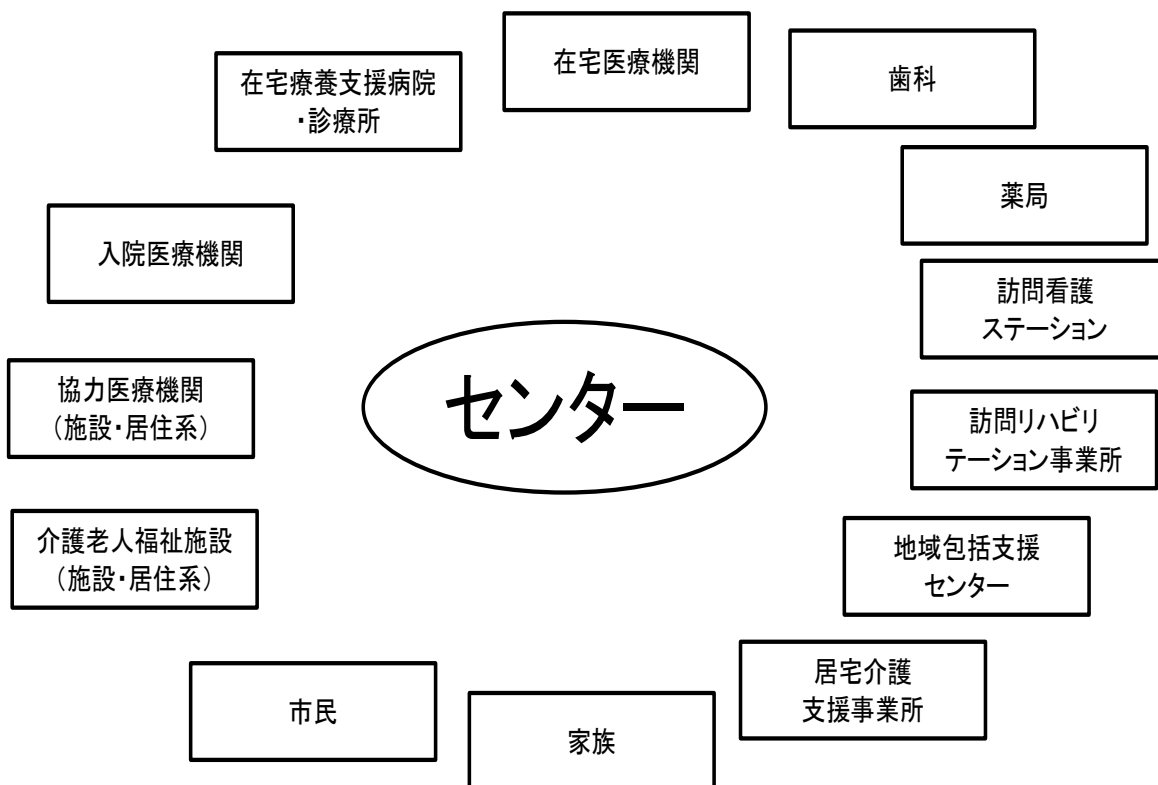 在宅医療機関
歯科
在宅療養支援病院
・診療所
薬局
入院医療機関
訪問看護
ステーション
センター
協力医療機関
（施設・居住系）
訪問リハビリ
テーション事業所
介護老人福祉施設
（施設・居住系）
地域包括支援
センター
居宅介護
支援事業所
市民
家族